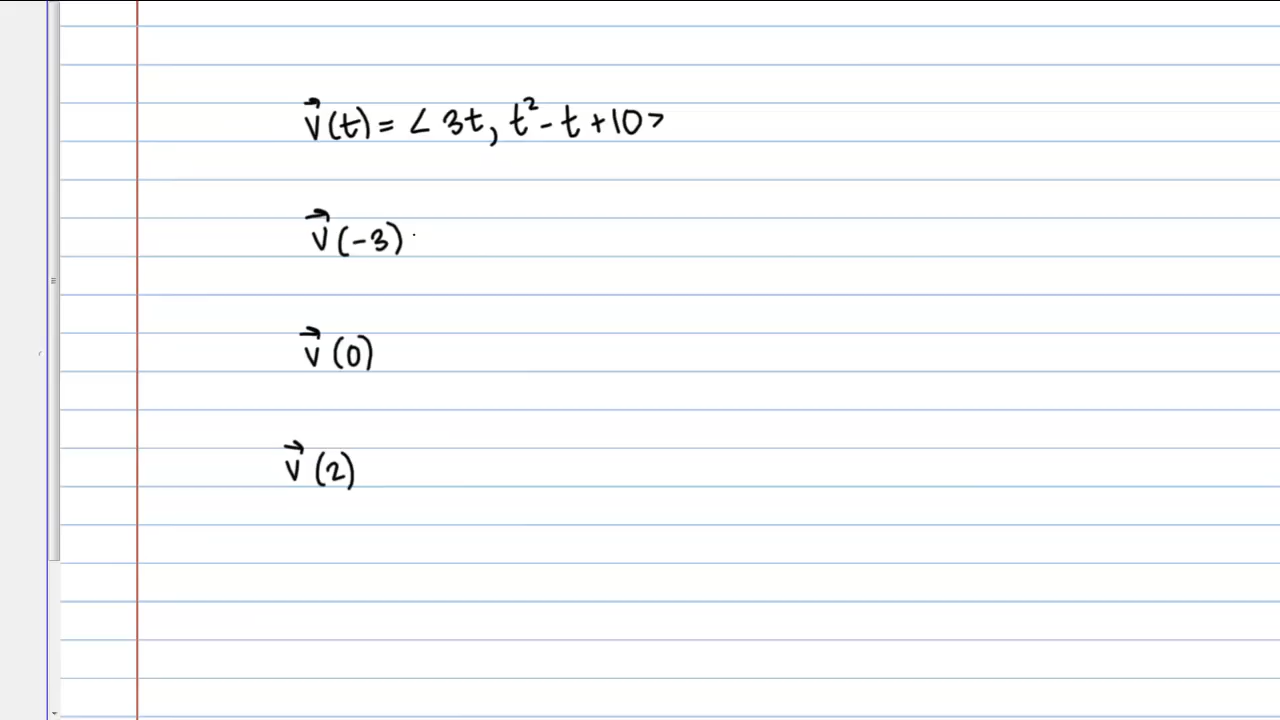 v⃗(t) = < 3t, t² - t + 10 >
v⃗(-3)
v⃗(0)
v⃗(2)